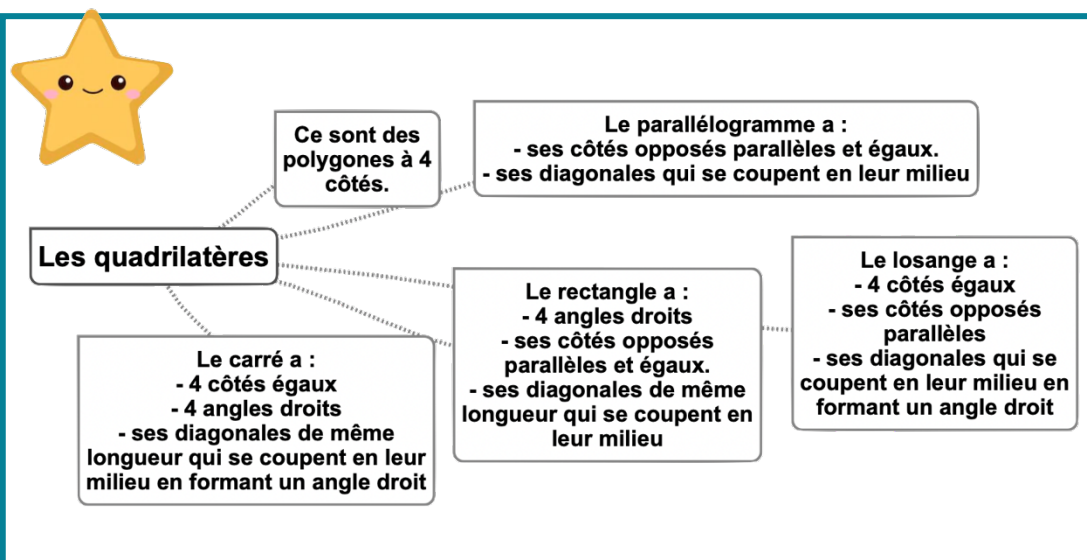 Ce sont des
polygones à 4
côtés.
Le parallélogramme a :
- ses côtés opposés parallèles et égaux.
- ses diagonales qui se coupent en leur milieu
Les quadrilatères
Le losange a :
- 4 côtés égaux
- ses côtés opposés
parallèles
- ses diagonales qui se
coupent en leur milieu en
formant un angle droit
Le rectangle a :
- 4 angles droits
- ses côtés opposés
parallèles et égaux.
- ses diagonales de même
longueur qui se coupent en
leur milieu
Le carré a :
- 4 côtés égaux
- 4 angles droits
- ses diagonales de même
longueur qui se coupent en leur
milieu en formant un angle droit